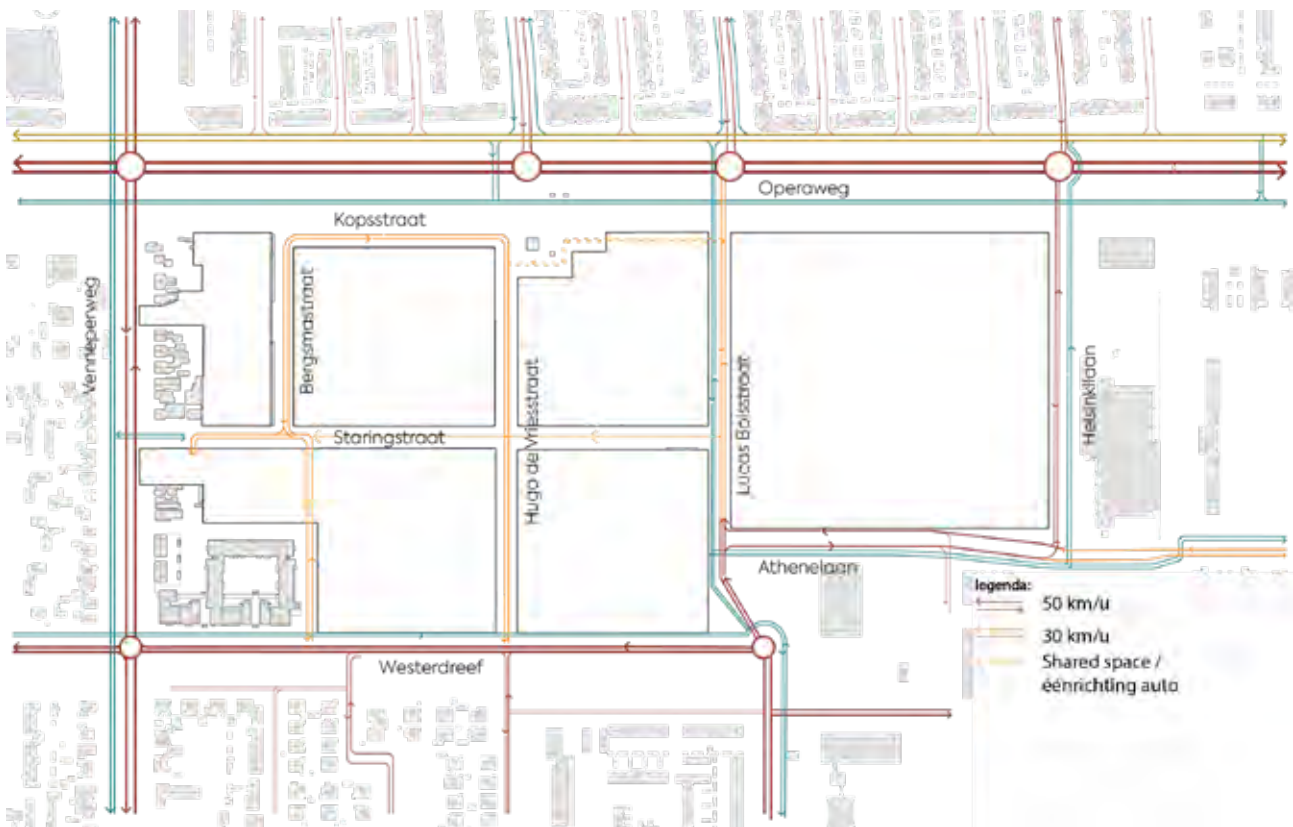 Operaweg
Kopsstraat
Venneperweg
Bergsmastraat
Staringstraat
Hugo de Vriesstraat
Lucas Bolsstraat
Helsinkilaan
Athenelaan
Westerdreef
legenda:
50 km/u
30 km/u
Shared space /
éénrichting auto